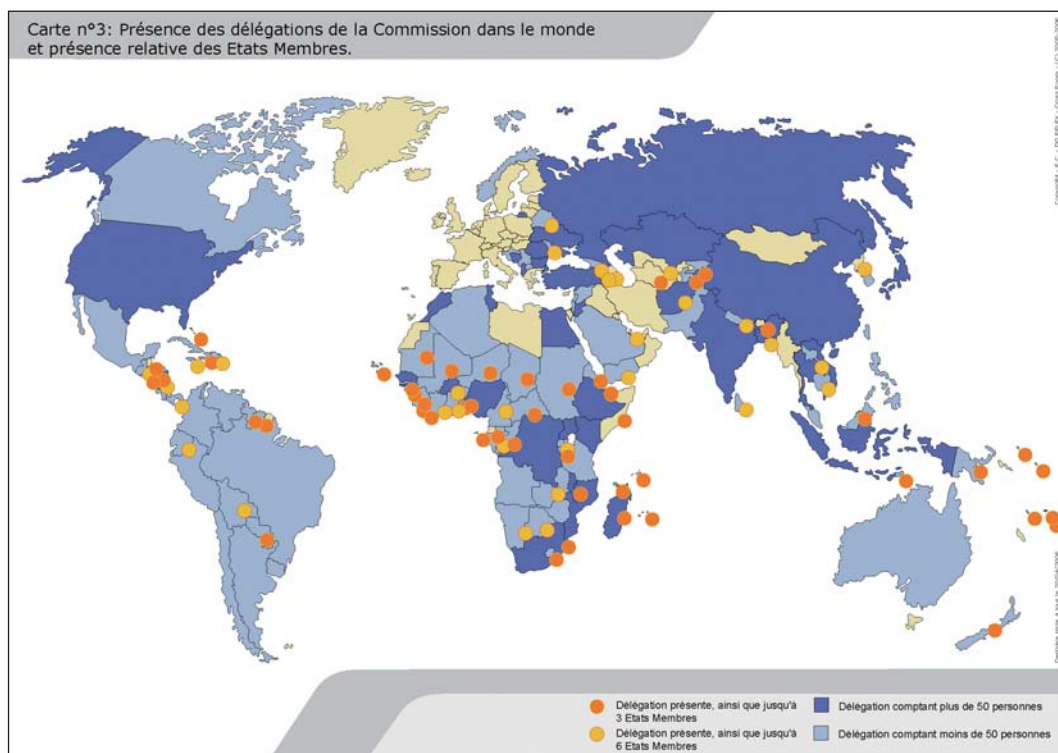 Carte n°3: Présence des délégations de la Commission dans le monde
et présence relative des Etats Membres.
Délégation présente, ainsi que jusqu'à
3 Etats Membres
Délégation présente, ainsi que jusqu'à
6 Etats Membres
Délégation comptant plus de 50 personnes
Délégation comptant moins de 50 personnes